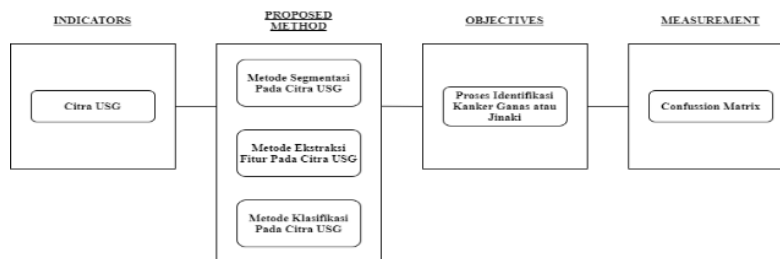 INDICATORS
PROPOSED
METHOD
OBJECTIVES
MEASUREMENT
Citra USG
Metode Segmentasi
Pada Citra USG
Metode Ekstraksi
Fitur Pada Citra USG
Metode Klasifikasi
Pada Citra USG
Proses Identifikasi
Kanker Ganas atau
Jinaki
Confussion Matrix